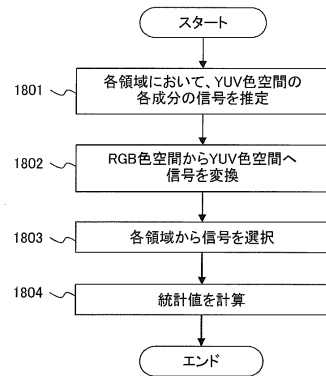 スタート
1801
各領域において、YUV色空間の
各成分の信号を推定
1802
RGB色空間からYUV色空間へ
信号を変換
1803
各領域から信号を選択
1804
統計値を計算
エンド